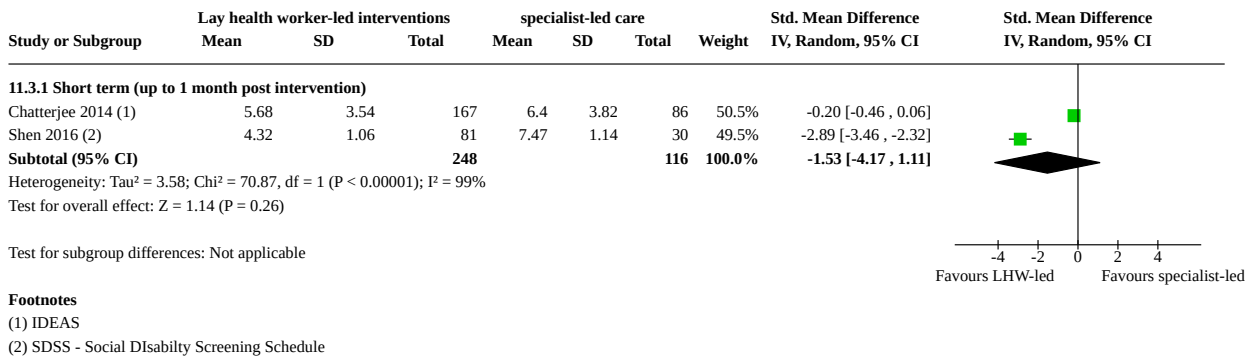 Lay health worker-led interventions specialist-led care Std. Mean Difference Std. Mean Difference
Study or Subgroup Mean SD Total Mean SD Total Weight IV, Random, 95% CI IV, Random, 95% CI
11.3.1 Short term (up to 1 month post intervention)
Chatterjee 2014 (1) 5.68 3.54 167 6.4 3.82 86 50.5% -0.20 [-0.46 , 0.06]
Shen 2016 (2) 4.32 1.06 81 7.47 1.14 30 49.5% -2.89 [-3.46 , -2.32]
Subtotal (95% CI) 248 116 100.0% -1.53 [-4.17 , 1.11]
Heterogeneity: Tau² = 3.58; Chi² = 70.87, df = 1 (P < 0.00001); I² = 99%
Test for overall effect: Z = 1.14 (P = 0.26)
Test for subgroup differences: Not applicable
-4 -2 0 2 4
Favours LHW-led Favours specialist-led
Footnotes
(1) IDEAS
(2) SDSS - Social DIsabilty Screening Schedule